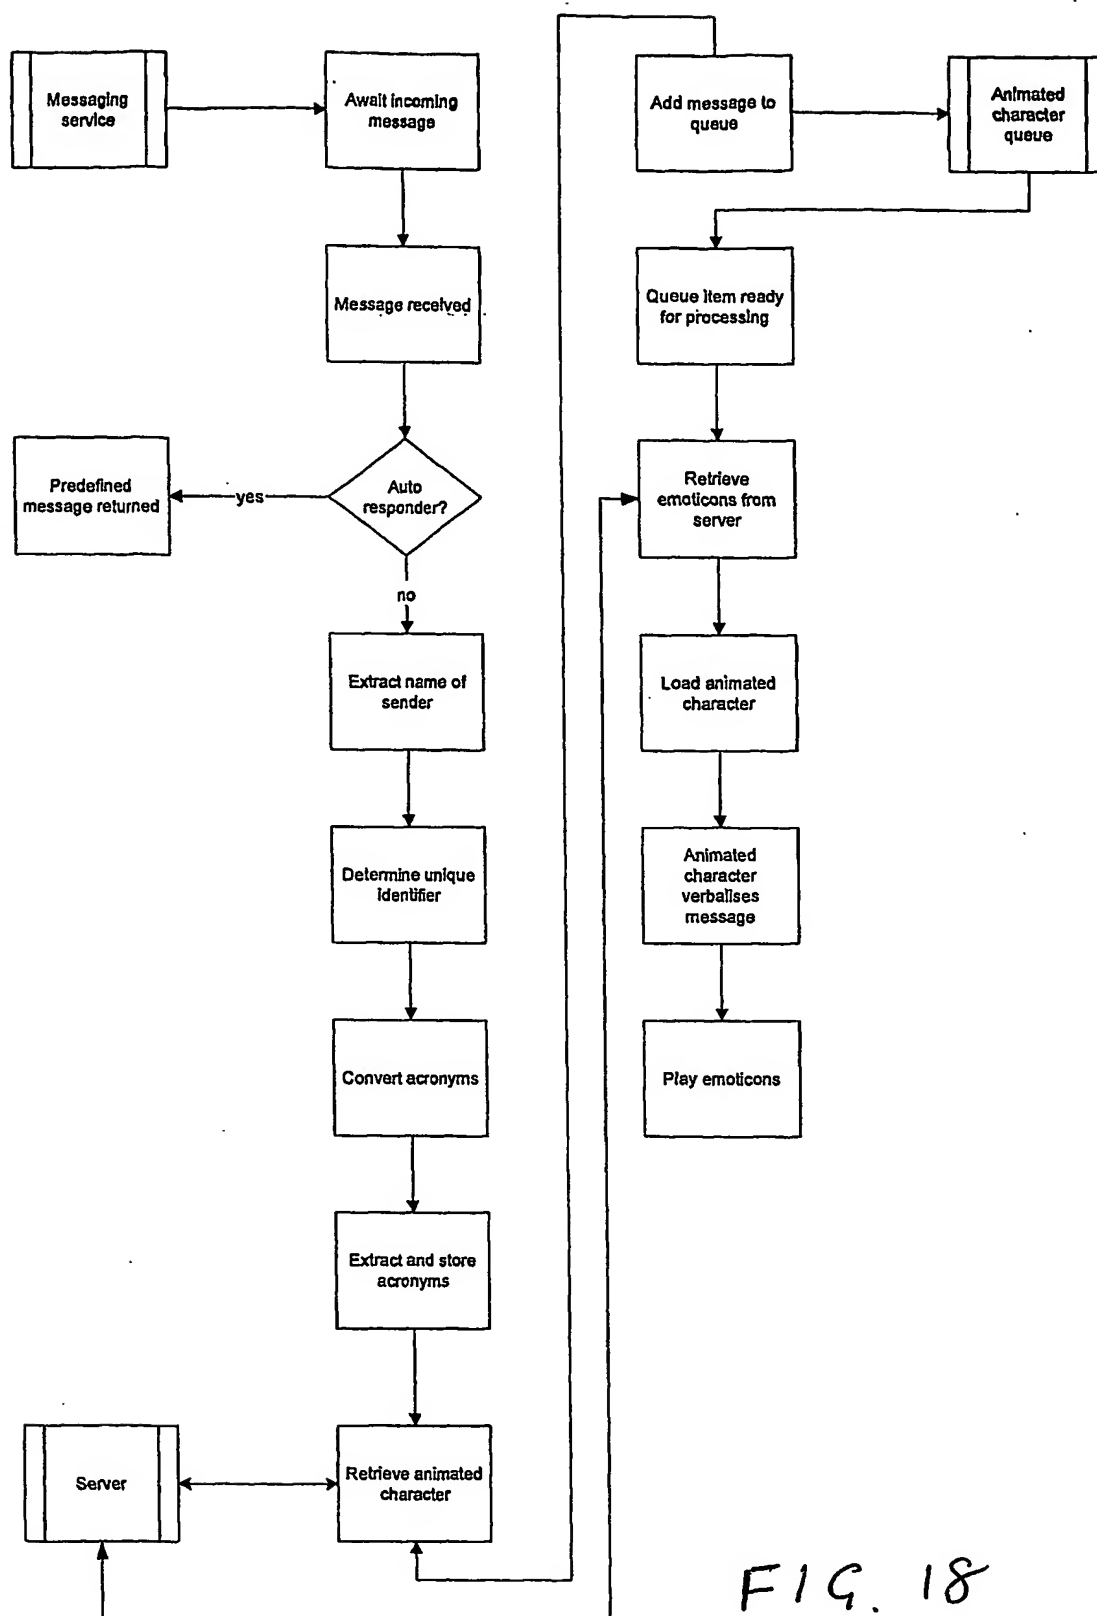 Messaging
service
Await incoming
message
Message received
Auto
responder?
yes
Predefined
message returned
no
Extract name of
sender
Determine unique
identifier
Convert acronyms
Extract and store
acronyms
Retrieve animated
character
Server
Add message to
queue
Animated
character
queue
Queue item ready
for processing
Retrieve
emoticons from
server
Load animated
character
Animated
character
verbalises
message
Play emoticons
FIG. 18